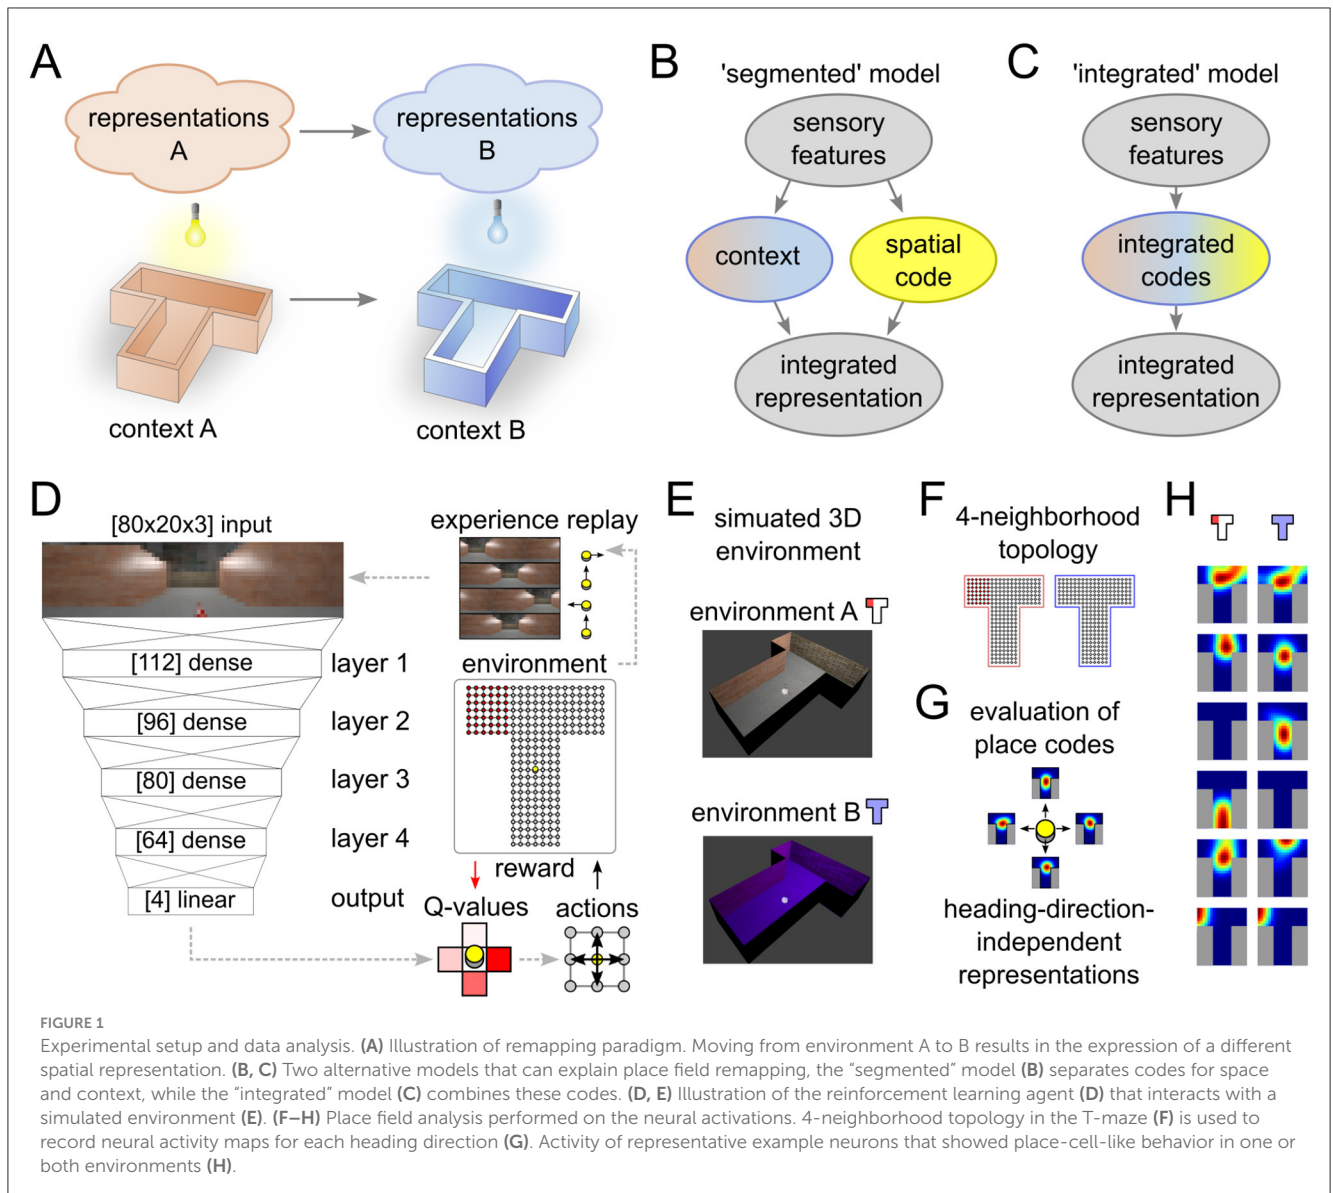 A
representations
A
representations
B
context A
context B
B
'segmented' model
sensory
features
context
spatial
code
integrated
representation
C
'integrated' model
sensory
features
integrated
codes
integrated
representation
D
[80x20x3] input
[112] dense
layer 1
[96] dense
layer 2
[80] dense
layer 3
[64] dense
layer 4
[4] linear
output
experience replay
environment
reward
Q-values
actions
E
simuated 3D
environment
environment A
environment B
F
4-neighborhood
topology
G
evaluation of
place codes
heading-direction-
independent
representations
H
FIGURE 1
Experimental setup and data analysis. (A) Illustration of remapping paradigm. Moving from environment A to B results in the expression of a different
spatial representation. (B, C) Two alternative models that can explain place field remapping, the "segmented" model (B) separates codes for space
and context, while the "integrated" model (C) combines these codes. (D, E) Illustration of the reinforcement learning agent (D) that interacts with a
simulated environment (E). (F–H) Place field analysis performed on the neural activations. 4-neighborhood topology in the T-maze (F) is used to
record neural activity maps for each heading direction (G). Activity of representative example neurons that showed place-cell-like behavior in one or
both environments (H).